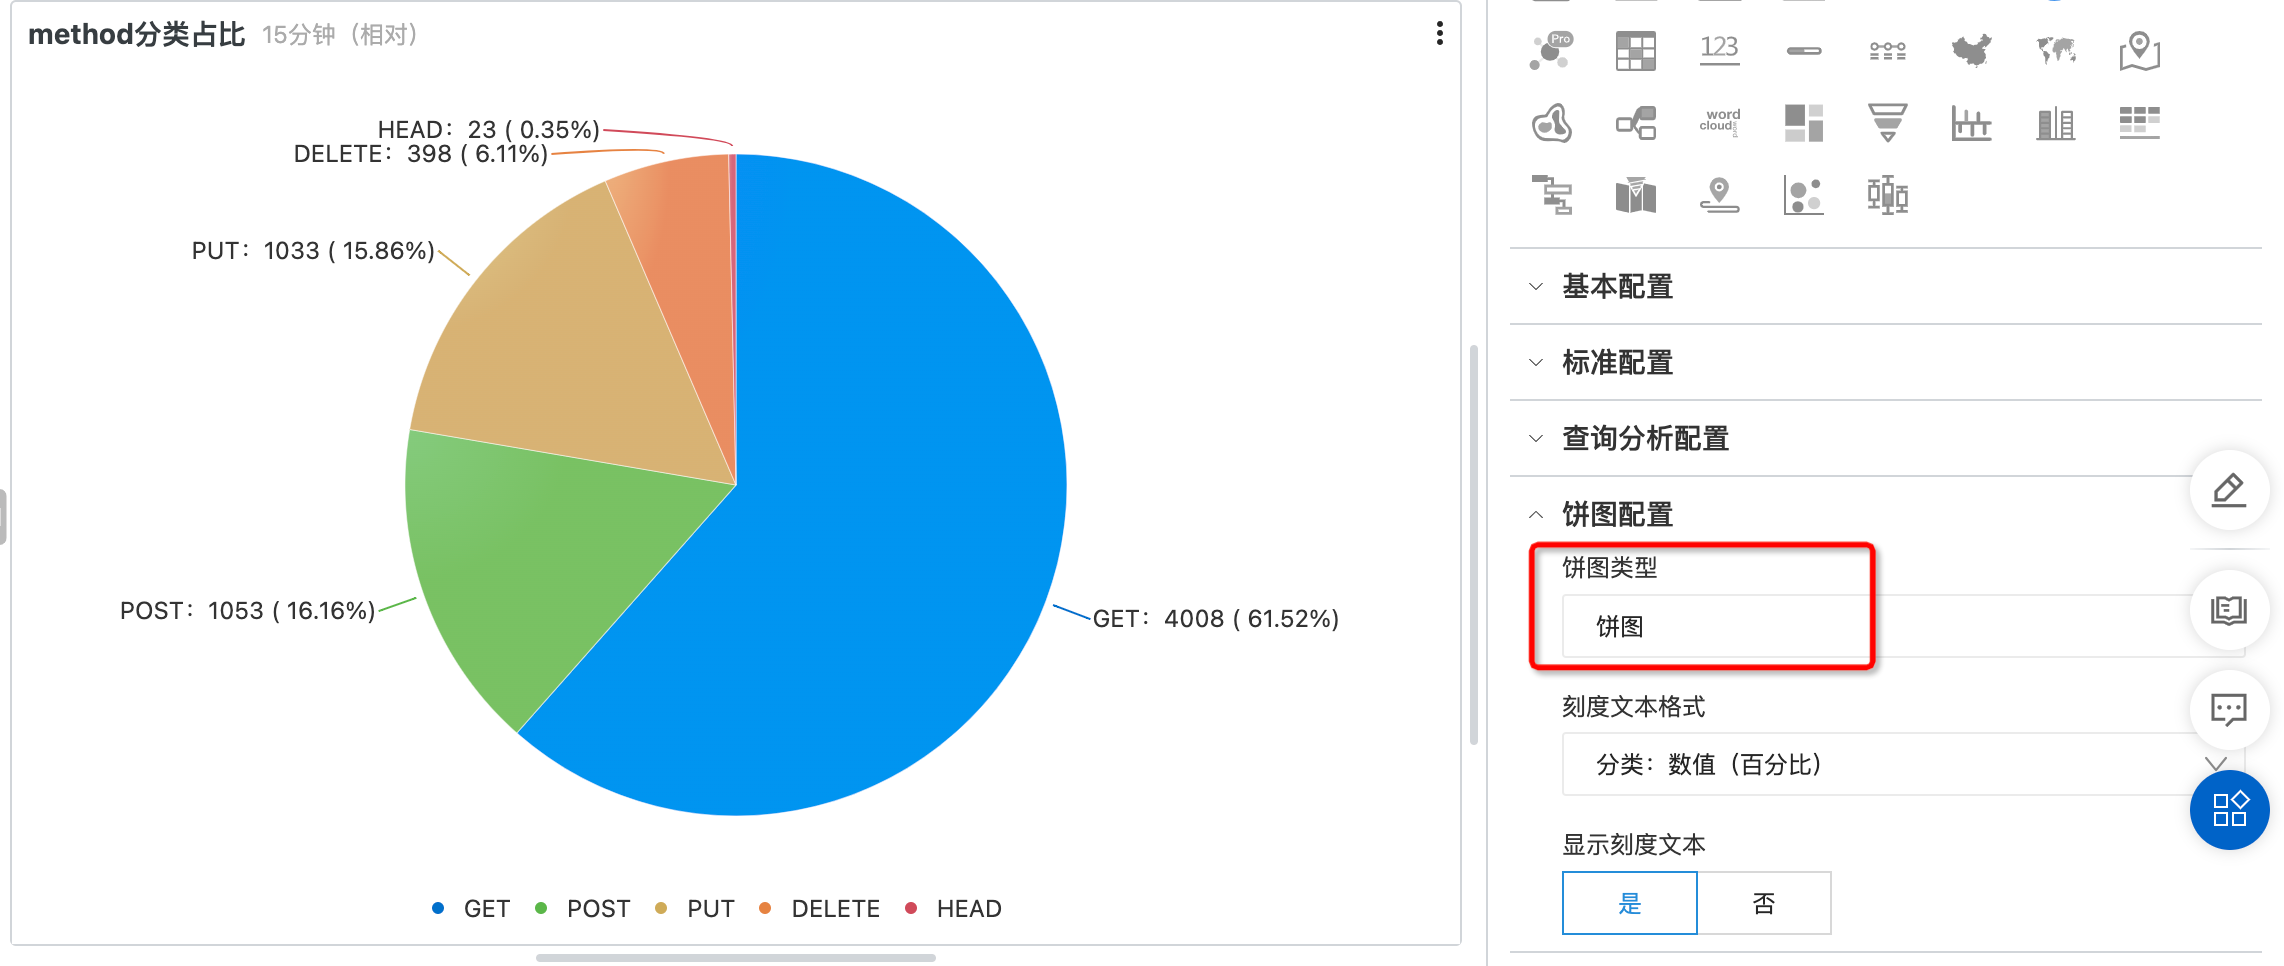 method分类占比 15分钟（相对）
HEAD：23 ( 0.35%)
DELETE：398 ( 6.11%)
PUT：1033 ( 15.86%)
POST：1053 ( 16.16%)
GET：4008 ( 61.52%)
GET POST PUT DELETE HEAD
Pro
123
word
cloud
word
基本配置
标准配置
查询分析配置
饼图配置
饼图类型
饼图
刻度文本格式
分类：数值（百分比）
显示刻度文本
是 否